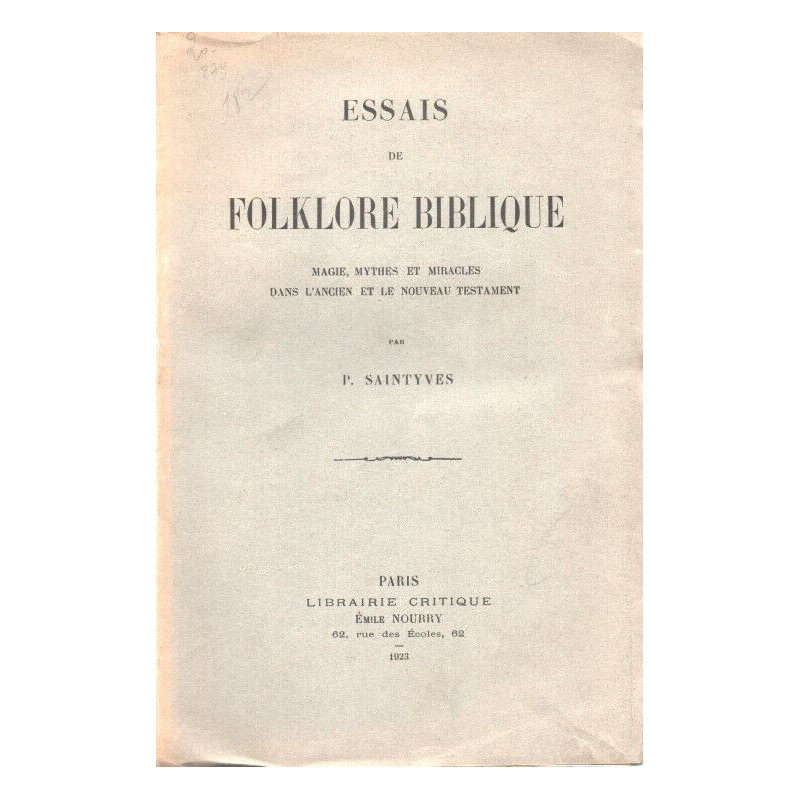 ESSAIS
DE
FOLKLORE BIBLIQUE
MAGIE, MYTHES ET MIRACLES
DANS L'ANCIEN ET LE NOUVEAU TESTAMENT
PAR
P. SAINTYVES
PARIS
LIBRAIRIE CRITIQUE
ÉMILE NOURRY
62, rue des Écoles, 62
1923